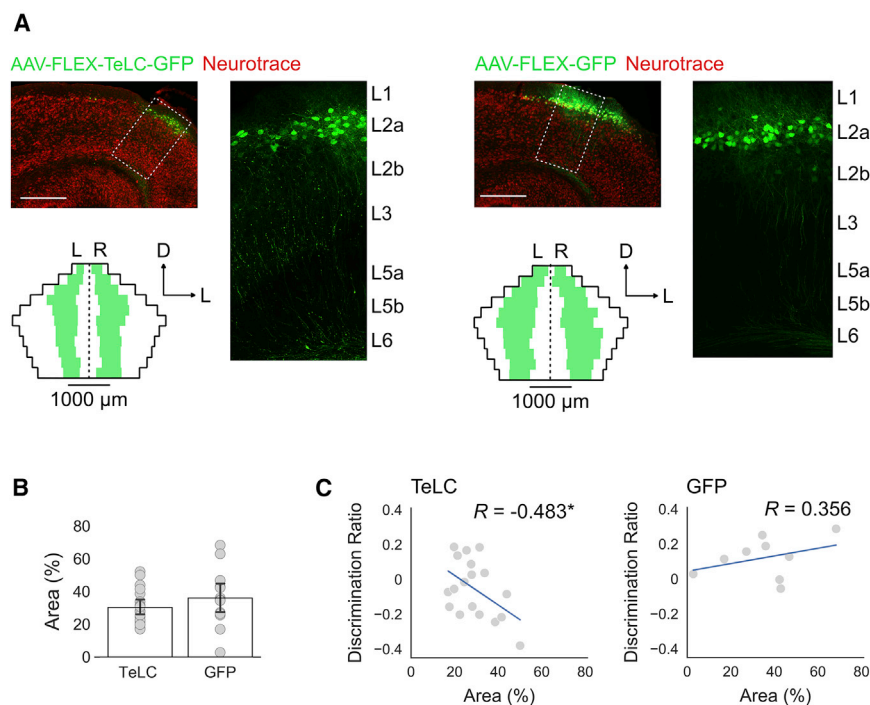 A
AAV-FLEX-TeLC-GFP Neurotrace
L1
L2a
L2b
L3
L5a
L5b
L6
L R
D
L
1000 μm
AAV-FLEX-GFP Neurotrace
L1
L2a
L2b
L3
L5a
L5b
L6
L R
D
L
1000 μm
B
Area (%)
80
60
40
20
0
TeLC GFP
C
TeLC
R = -0.483*
Discrimination Ratio
0.4
0.2
0
−0.2
−0.4
0 20 40 60 80
Area (%)
GFP
R = 0.356
Discrimination Ratio
0.4
0.2
0
−0.2
−0.4
0 20 40 60 80
Area (%)